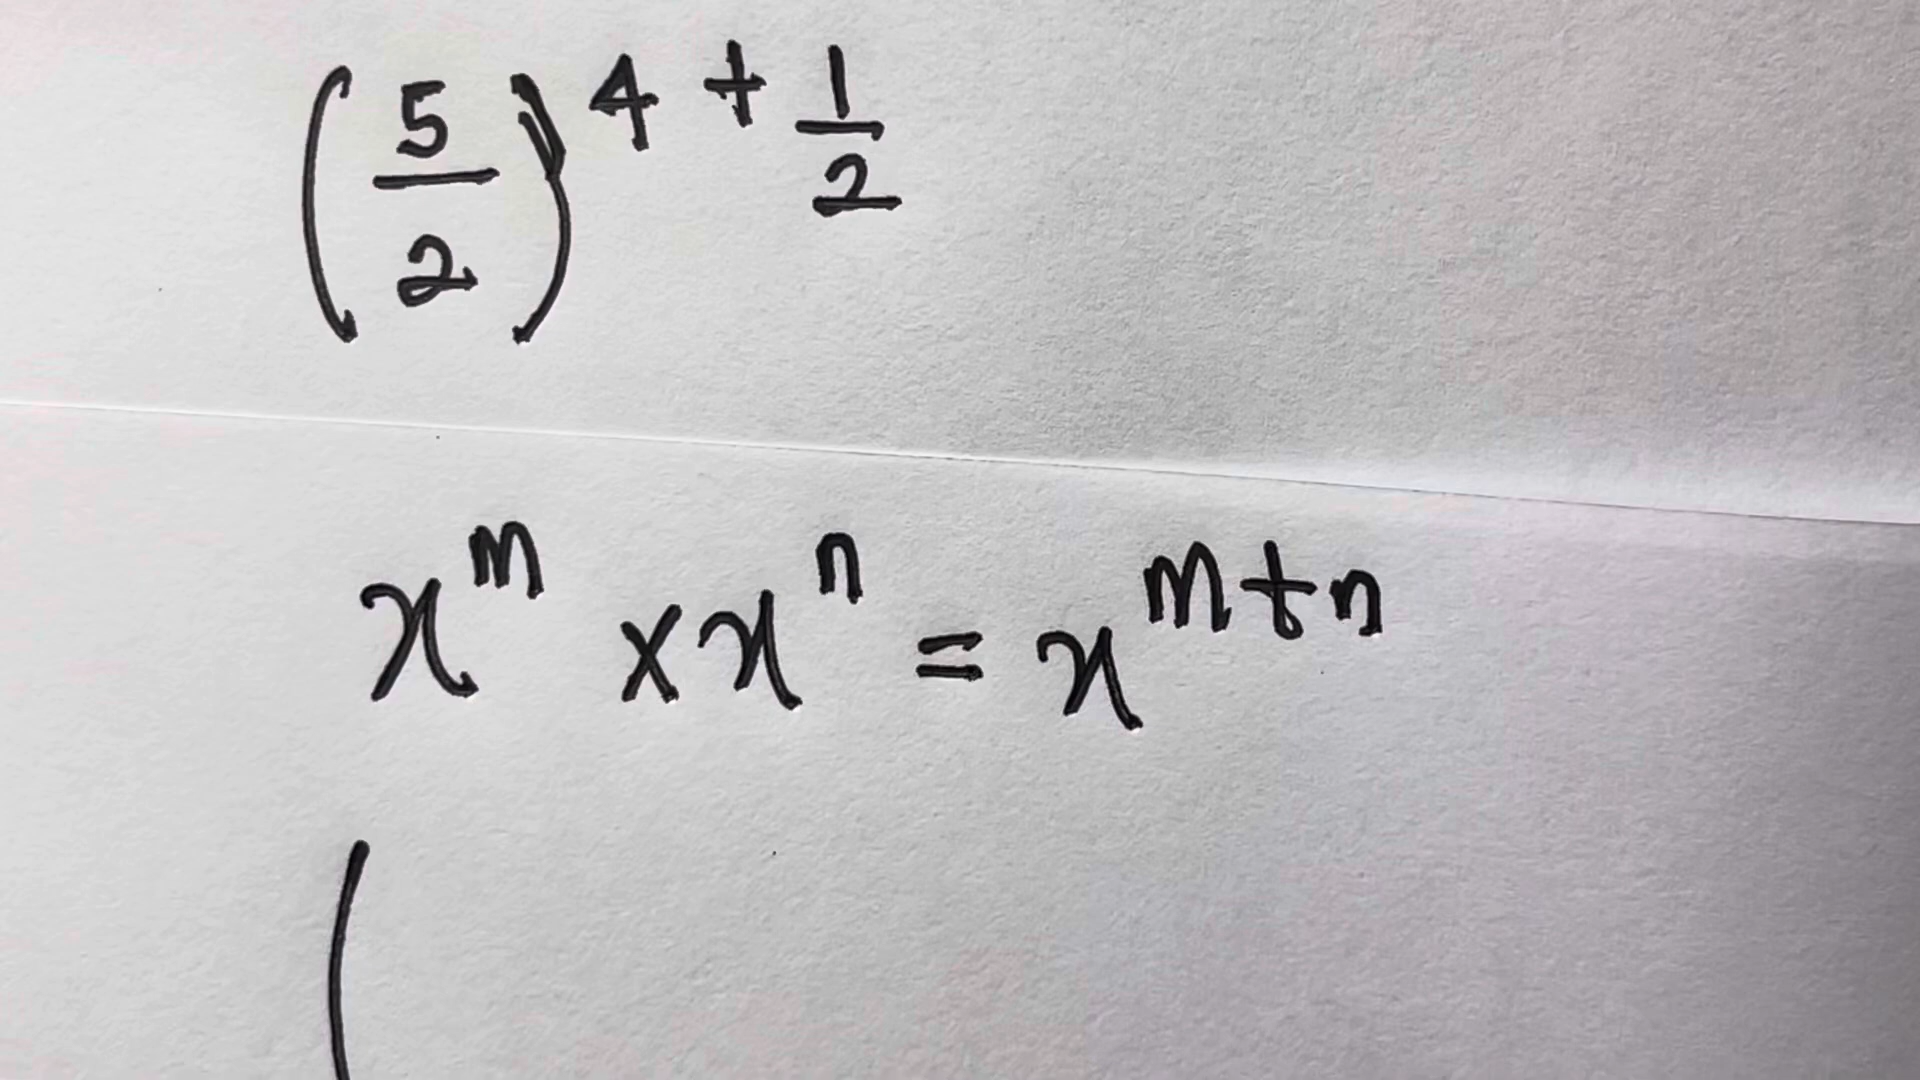 (5/2)^4 + 1/2
x^m × x^n = x^m+n
(